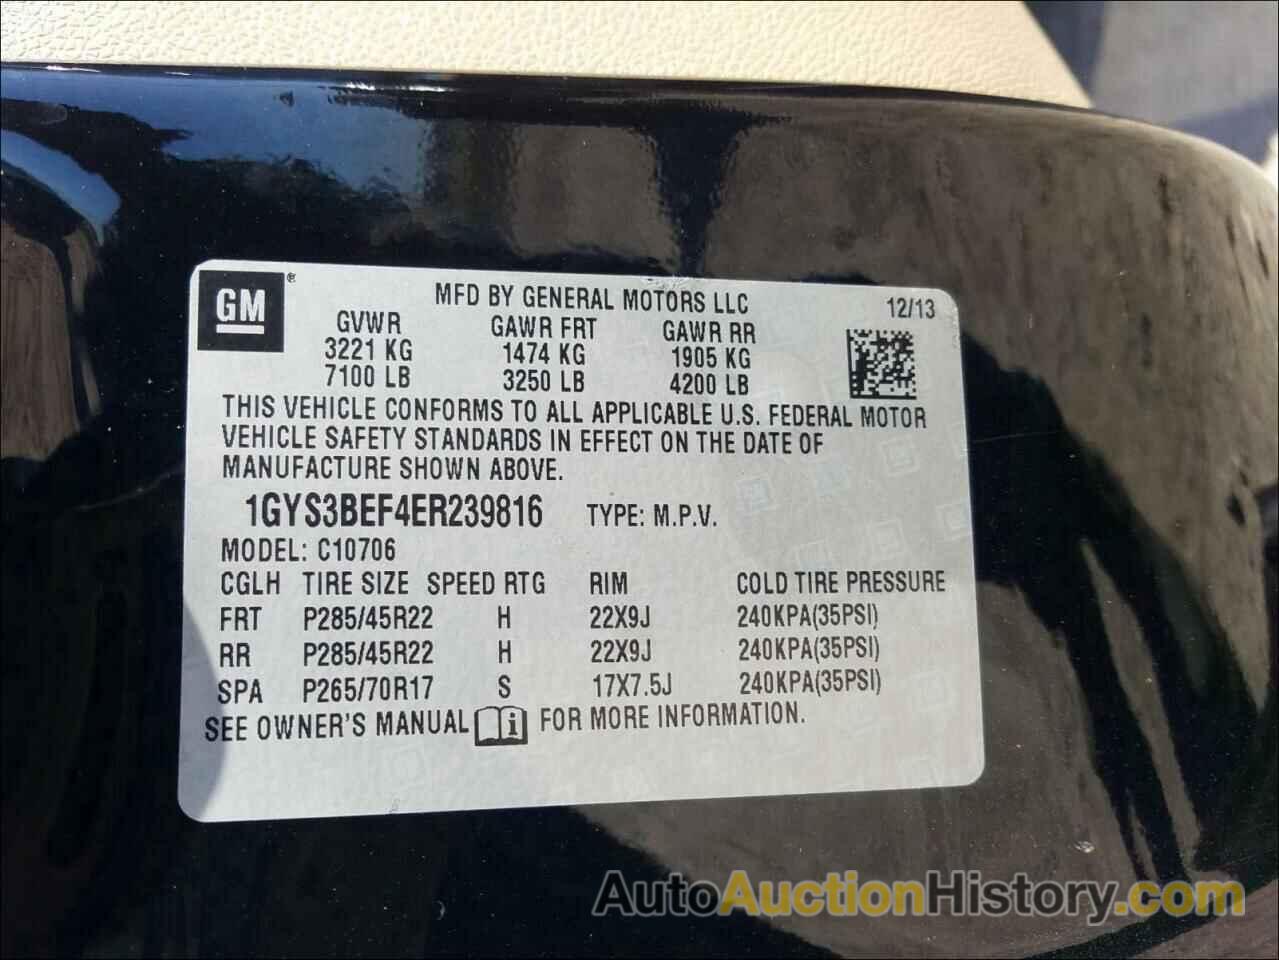 GM ® MFD BY GENERAL MOTORS LLC 12/13
GVWR GAWR FRT GAWR RR
3221 KG 1474 KG 1905 KG
7100 LB 3250 LB 4200 LB
THIS VEHICLE CONFORMS TO ALL APPLICABLE U.S. FEDERAL MOTOR
VEHICLE SAFETY STANDARDS IN EFFECT ON THE DATE OF
MANUFACTURE SHOWN ABOVE.
1GYS3BEF4ER239816 TYPE: M.P.V.
MODEL: C10706
CGLH TIRE SIZE SPEED RTG RIM COLD TIRE PRESSURE
FRT P285/45R22 H 22X9J 240KPA(35PSI)
RR P285/45R22 H 22X9J 240KPA(35PSI)
SPA P265/70R17 S 17X7.5J 240KPA(35PSI)
SEE OWNER'S MANUAL i FOR MORE INFORMATION.
AutoAuctionHistory.com